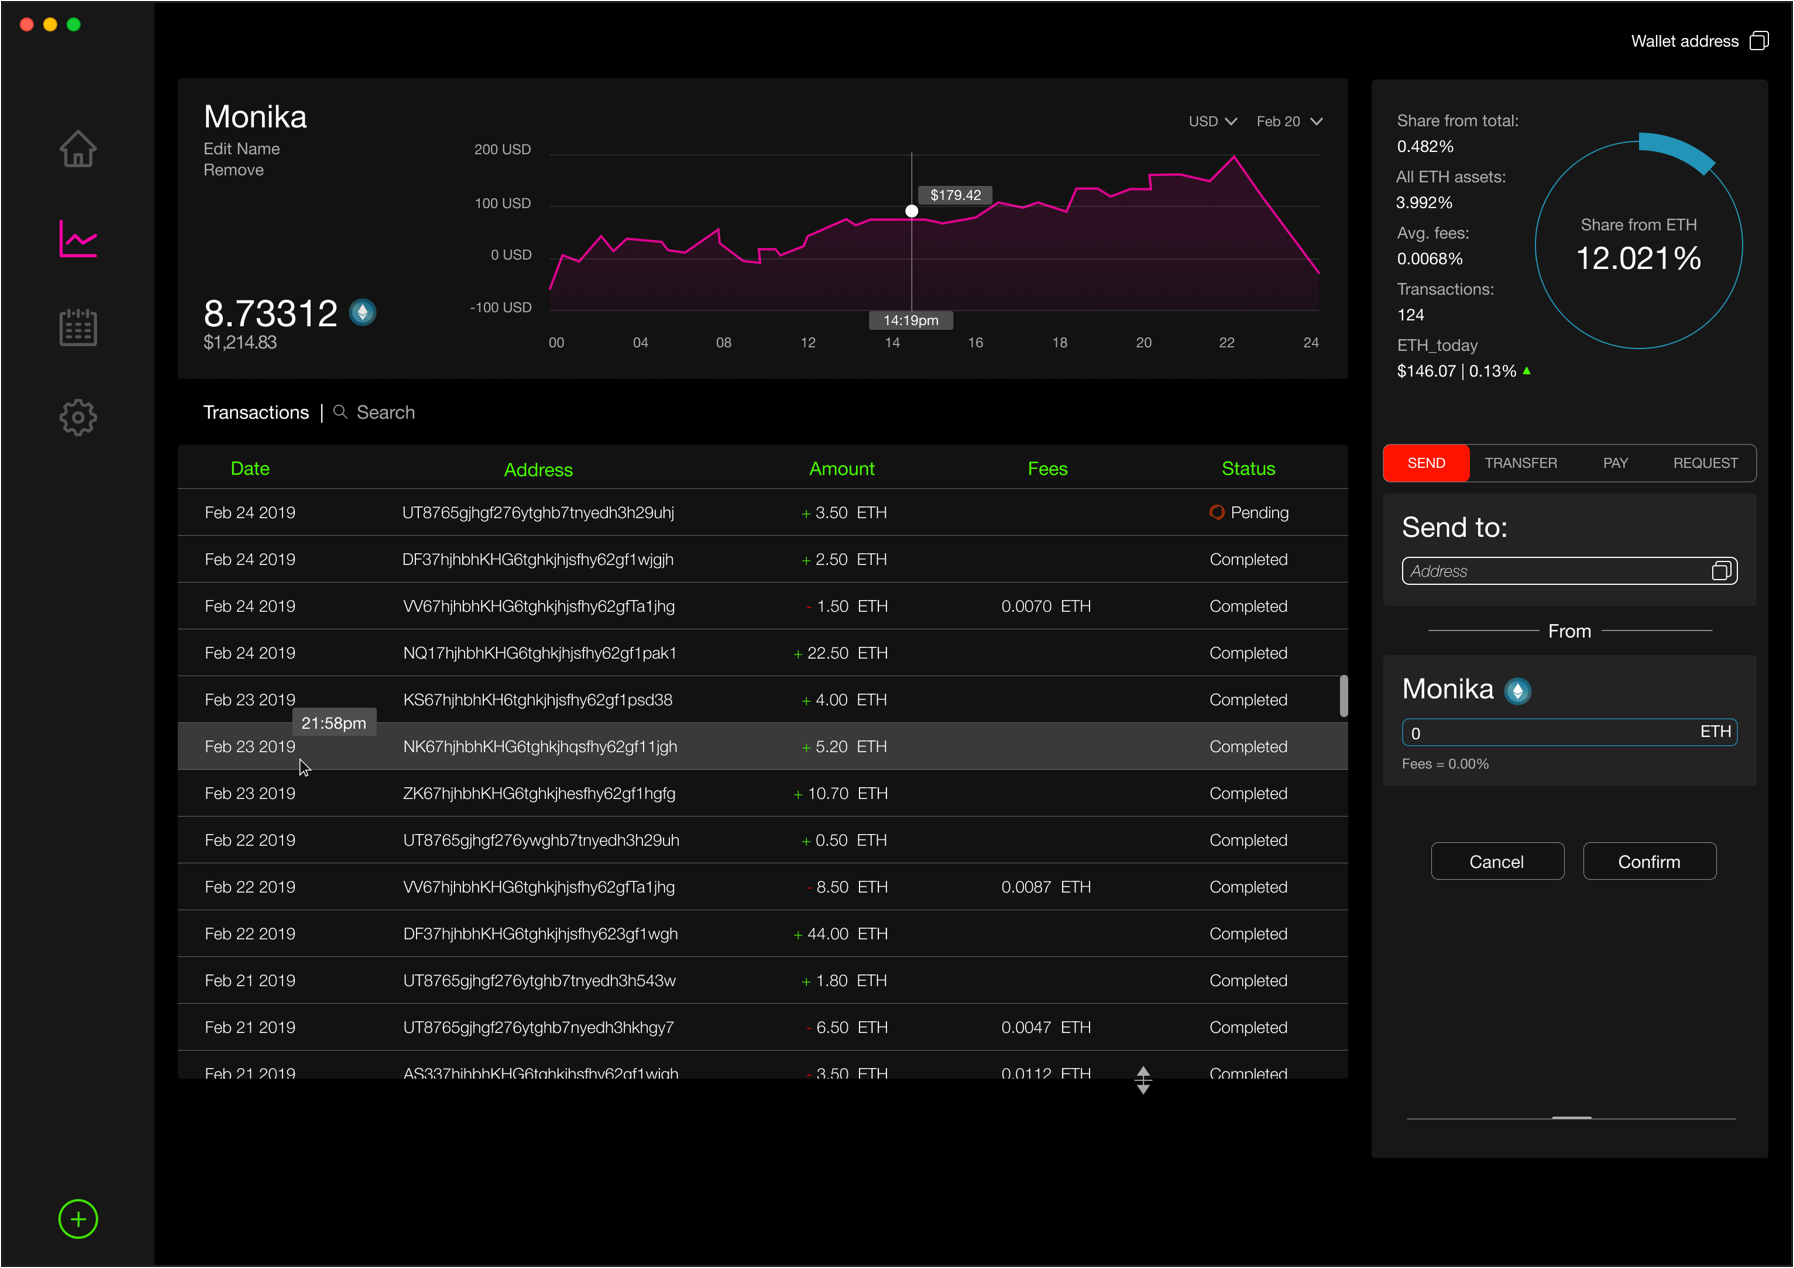 Wallet address
Monika
Edit Name
Remove
8.73312
$1,214.83
USD
Feb 20
200 USD
100 USD
0 USD
-100 USD
$179.42
14:19pm
00 04 08 12 14 16 18 20 22 24
Share from total:
0.482%
All ETH assets:
3.992%
Avg. fees:
0.0068%
Transactions:
124
ETH_today
$146.07 | 0.13%
Share from ETH
12.021%
Transactions | Search
Date Address Amount Fees Status
Feb 24 2019 UT8765gjhgf276ytghb7tnyedh3h29uhj + 3.50 ETH Pending
Feb 24 2019 DF37hjhbhKHG6tghkjhjsfhy62gf1wjgjh + 2.50 ETH Completed
Feb 24 2019 VV67hjhbhKHG6tghkjhjsfhy62gfTa1jhg - 1.50 ETH 0.0070 ETH Completed
Feb 24 2019 NQ17hjhbhKHG6tghkjhjsfhy62gf1pak1 + 22.50 ETH Completed
Feb 23 2019 KS67hjhbhKH6tghkjhjsfhy62gf1psd38 + 4.00 ETH Completed
21:58pm
Feb 23 2019 NK67hjhbhKHG6tghkjhqsfhy62gf11jgh + 5.20 ETH Completed
Feb 23 2019 ZK67hjhbhKHG6tghkjhesfhy62gf1hgfg + 10.70 ETH Completed
Feb 22 2019 UT8765gjhgf276ywghb7tnyedh3h29uh + 0.50 ETH Completed
Feb 22 2019 VV67hjhbhKHG6tghkjhjsfhy62gfTa1jhg - 8.50 ETH 0.0087 ETH Completed
Feb 22 2019 DF37hjhbhKHG6tghkjhjsfhy623gf1wgh + 44.00 ETH Completed
Feb 21 2019 UT8765gjhgf276ytghb7tnyedh3h543w + 1.80 ETH Completed
Feb 21 2019 UT8765gjhgf276ytghb7nyedh3hkhgy7 - 6.50 ETH 0.0047 ETH Completed
Feb 21 2019 AS337hjhbhKHG6tghkjhsfhy62gf1wjgh - 3.50 ETH 0.0112 ETH Completed
SEND TRANSFER PAY REQUEST
Send to:
Address
From
Monika
0 ETH
Fees = 0.00%
Cancel Confirm